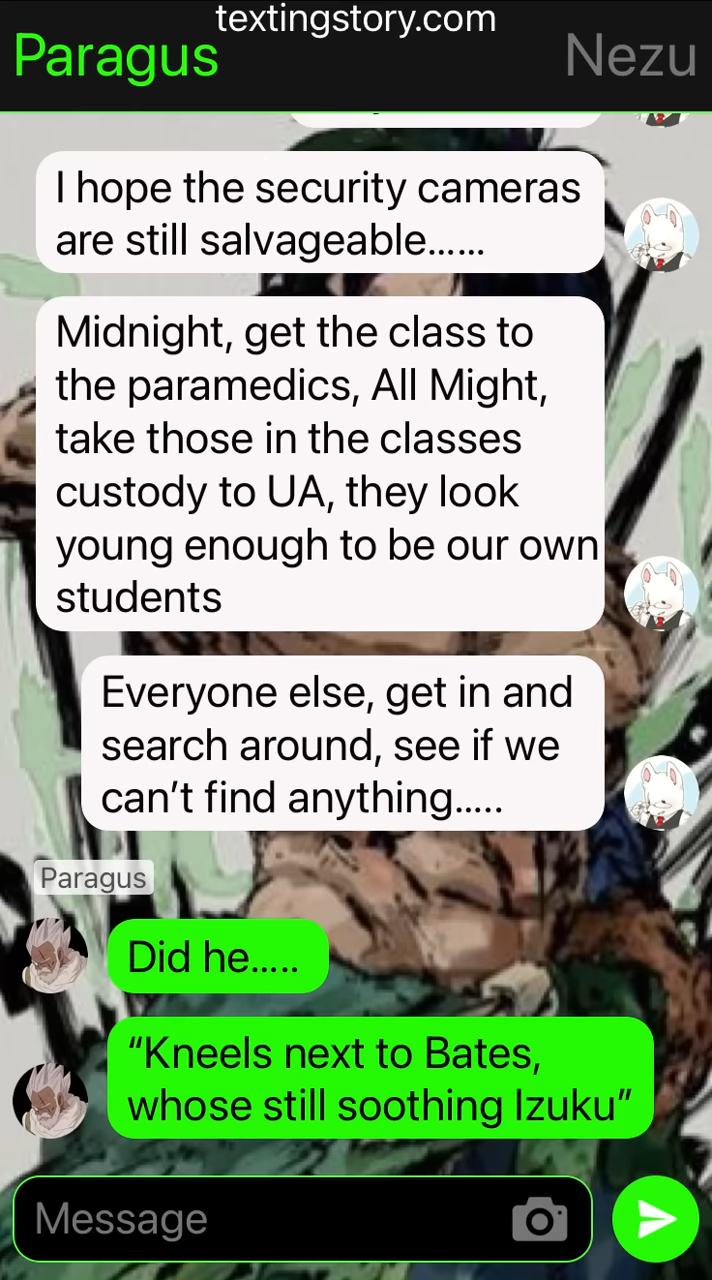 textingstory.com
Paragus
Nezu
I hope the security cameras
are still salvageable......
Midnight, get the class to
the paramedics, All Might,
take those in the classes
custody to UA, they look
young enough to be our own
students
Everyone else, get in and
search around, see if we
can’t find anything.....
Paragus
Did he.....
“Kneels next to Bates,
whose still soothing Izuku”
Message